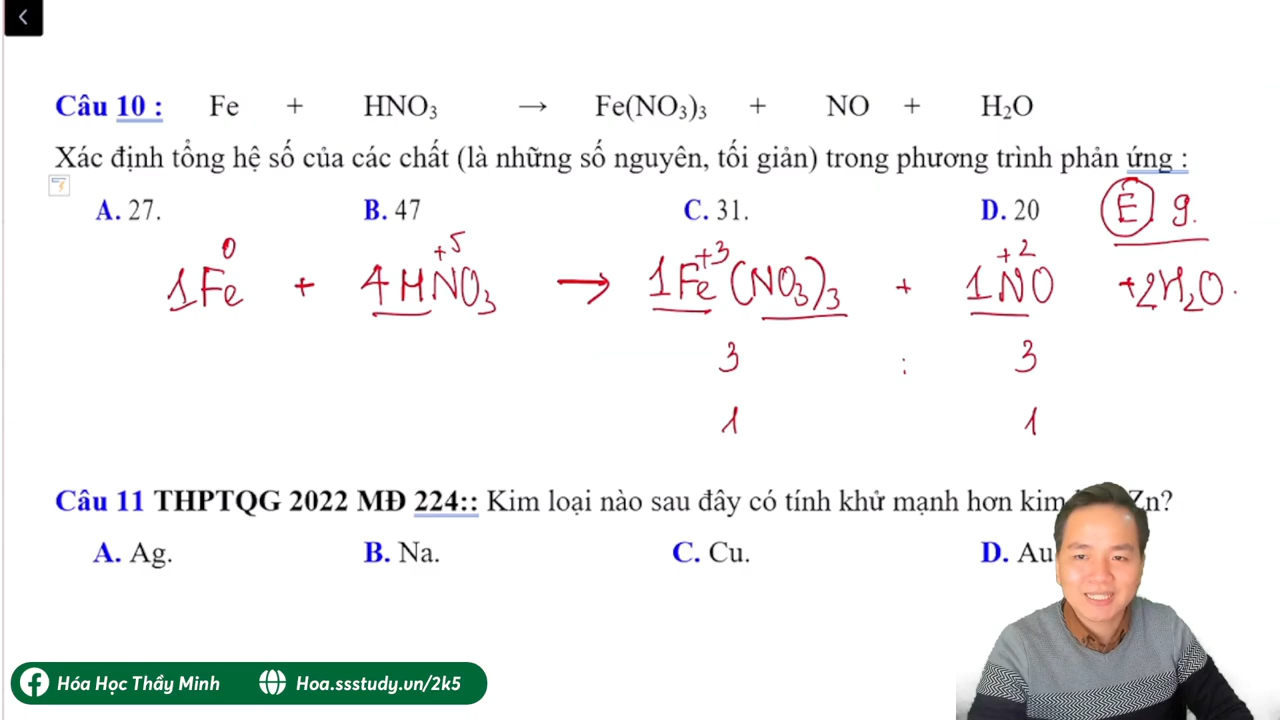 Câu 10 : Fe + HNO₃ → Fe(NO₃)₃ + NO + H₂O
Xác định tổng hệ số của các chất (là những số nguyên, tối giản) trong phương trình phản ứng :
A. 27. B. 47 C. 31. D. 20 E. 9.
0 +5 +3 +2
1Fe + 4HNO₃ → 1Fe(NO₃)₃ + 1NO + 2H₂O.
3 : 3
1 1
Câu 11 THPTQG 2022 MĐ 224:: Kim loại nào sau đây có tính khử mạnh hơn kim Zn?
A. Ag. B. Na. C. Cu. D. Au
Hóa Học Thầy Minh Hoa.ssstudy.vn/2k5